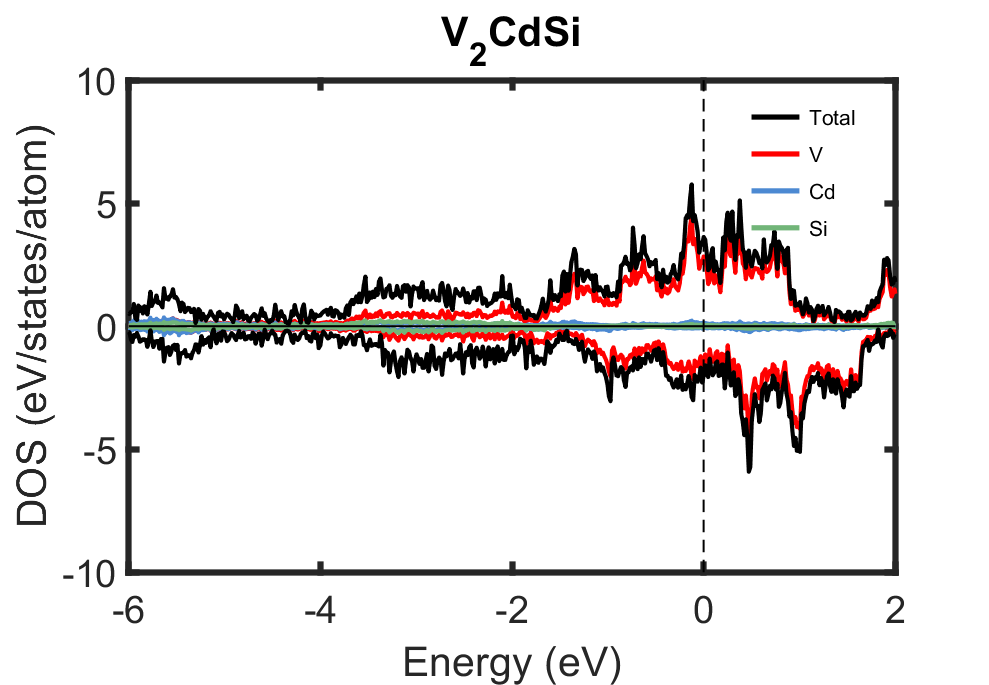 V₂CdSi
DOS (eV/states/atom)
10
5
0
-5
-10
Total
V
Cd
Si
-6 -4 -2 0 2
Energy (eV)